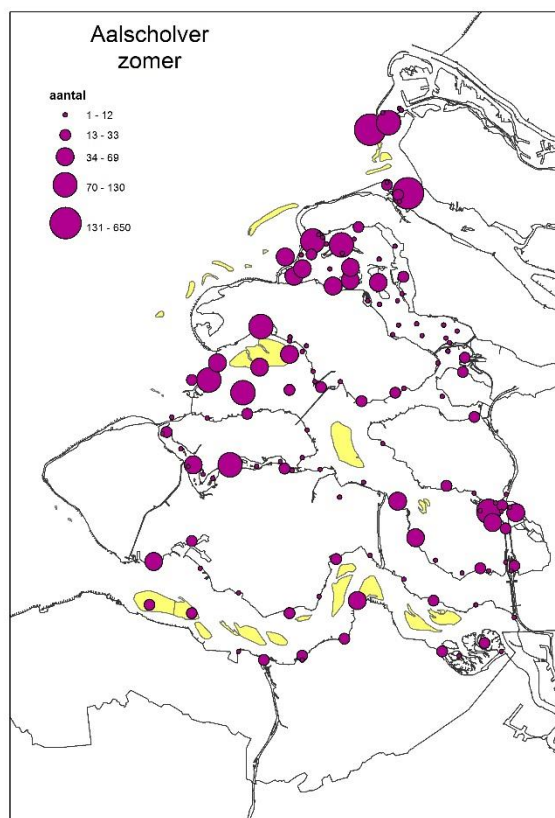 Aalscholver
zomer
aantal
1 - 12
13 - 33
34 - 69
70 - 130
131 - 650